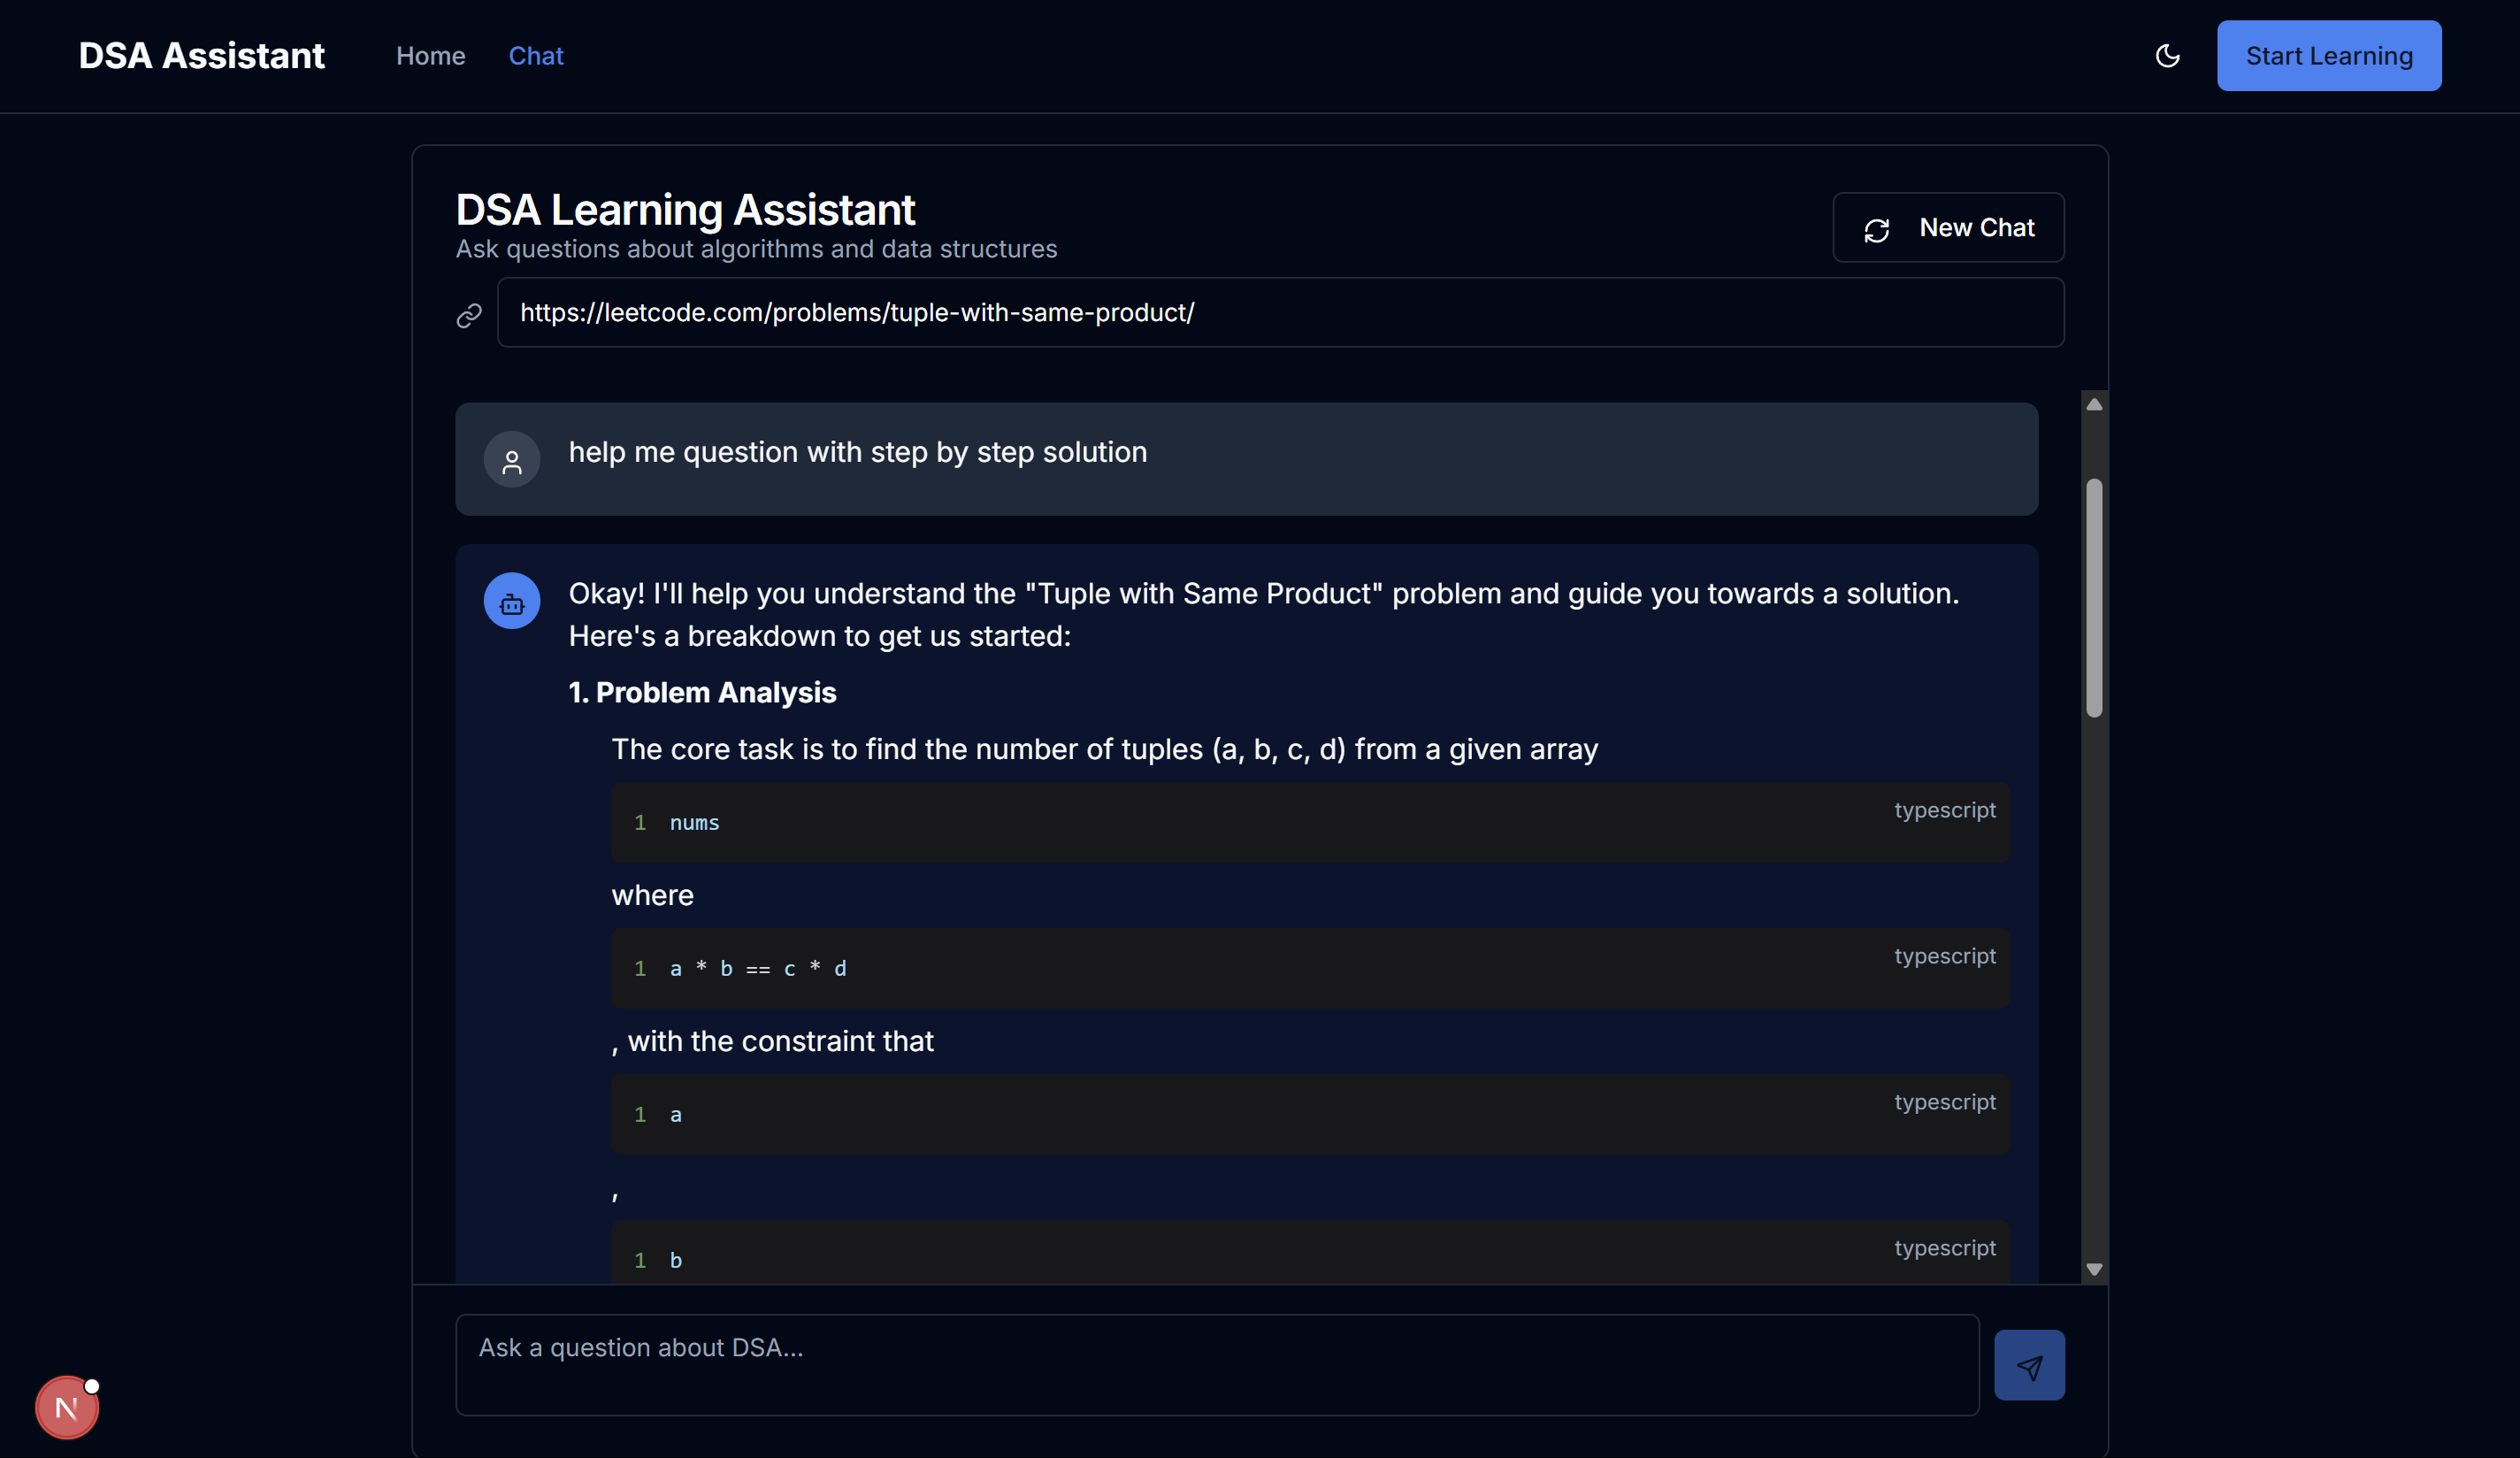 DSA Assistant
Home
Chat
Start Learning
DSA Learning Assistant
Ask questions about algorithms and data structures
New Chat
https://leetcode.com/problems/tuple-with-same-product/
help me question with step by step solution
Okay! I'll help you understand the "Tuple with Same Product" problem and guide you towards a solution.
Here's a breakdown to get us started:
1. Problem Analysis
The core task is to find the number of tuples (a, b, c, d) from a given array
typescript
1 nums
where
typescript
1 a * b == c * d
, with the constraint that
typescript
1 a
,
typescript
1 b
Ask a question about DSA...
N